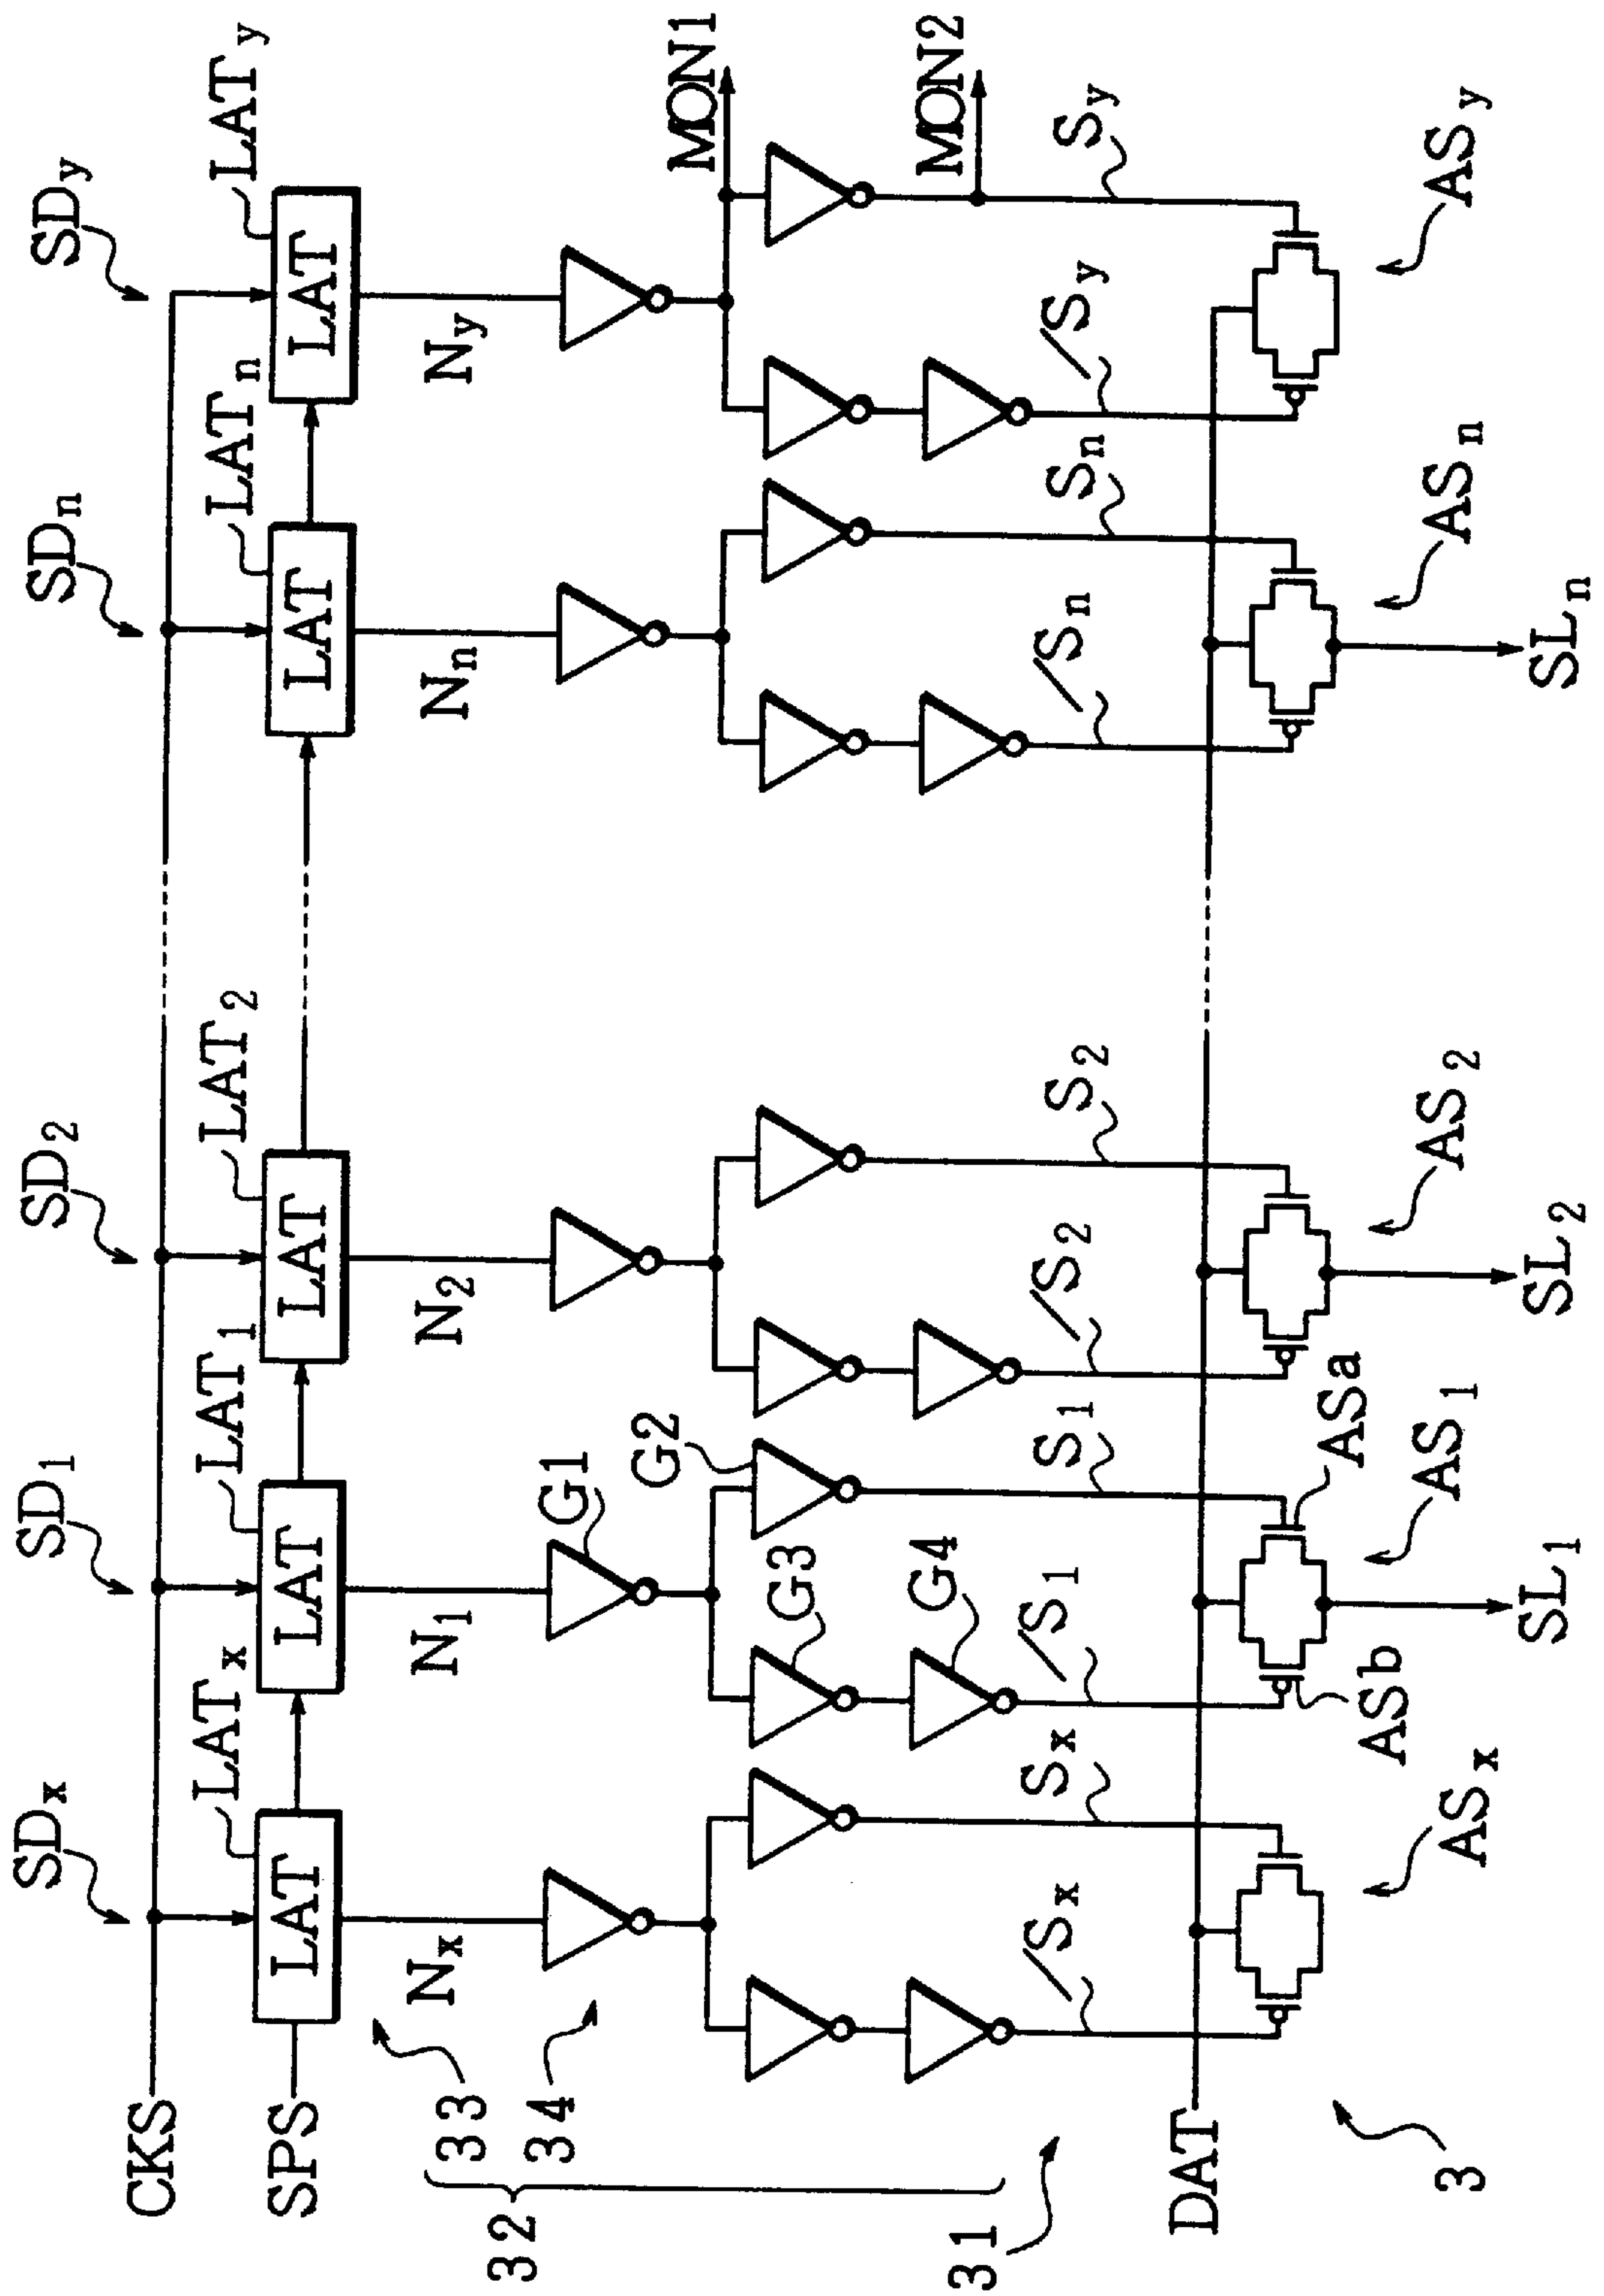 SDx SD1 SD2 SDn SDy
CKS
LATx LAT1 LAT2 LATn LATy
SPS LAT LAT LAT LAT LAT
33 Nx N1 N2 Nn Ny
34 G1
32
G2 MON1
G3
G4 MON2
31 /Sx Sx /S1 S1 /S2 S2 /Sn Sn /Sy Sy
DAT
ASb ASa
3 ASx AS1 AS2 ASn ASy
SL1 SL2 SLn